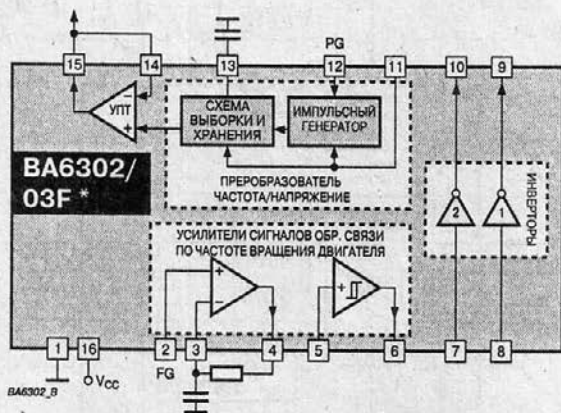 15
14
13
PG
12
11
10
9
УПТ
СХЕМА
ВЫБОРКИ И
ХРАНЕНИЯ
ИМПУЛЬСНЫЙ
ГЕНЕРАТОР
BA6302/
03F *
ПРЕРОБРАЗОВАТЕЛЬ
ЧАСТОТА/НАПРЯЖЕНИЕ
УСИЛИТЕЛИ СИГНАЛОВ ОБР. СВЯЗИ
ПО ЧАСТОТЕ ВРАЩЕНИЯ ДВИГАТЕЛЯ
2
1
ИНВЕРТОРЫ
1
16
2
3
4
5
6
7
8
VCC
FG
BA6302_B